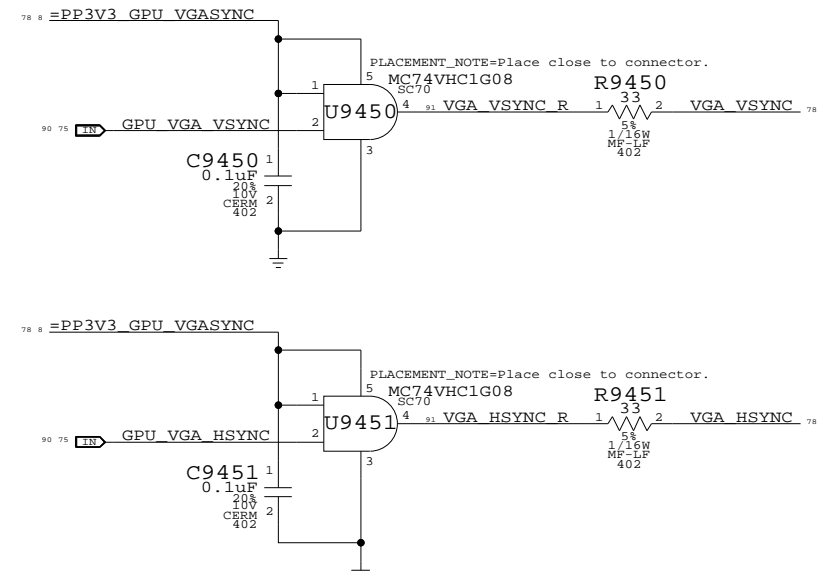 78 8 =PP3V3_GPU_VGASYNC
PLACEMENT_NOTE=Place close to connector.
5 MC74VHC1G08
SC70
R9450
33
1
U9450
4 91 VGA_VSYNC_R 1 2 VGA_VSYNC 78
90 75 IN GPU_VGA_VSYNC 2
5%
1/16W
MF-LF
402
3
C9450 1
0.1uF
20%
10V
CERM 2
402
78 8 =PP3V3_GPU_VGASYNC
PLACEMENT_NOTE=Place close to connector.
5 MC74VHC1G08
SC70
R9451
33
1
U9451
4 91 VGA_HSYNC_R 1 2 VGA_HSYNC 78
90 75 IN GPU_VGA_HSYNC 2
5%
1/16W
MF-LF
402
3
C9451 1
0.1uF
20%
10V
CERM 2
402